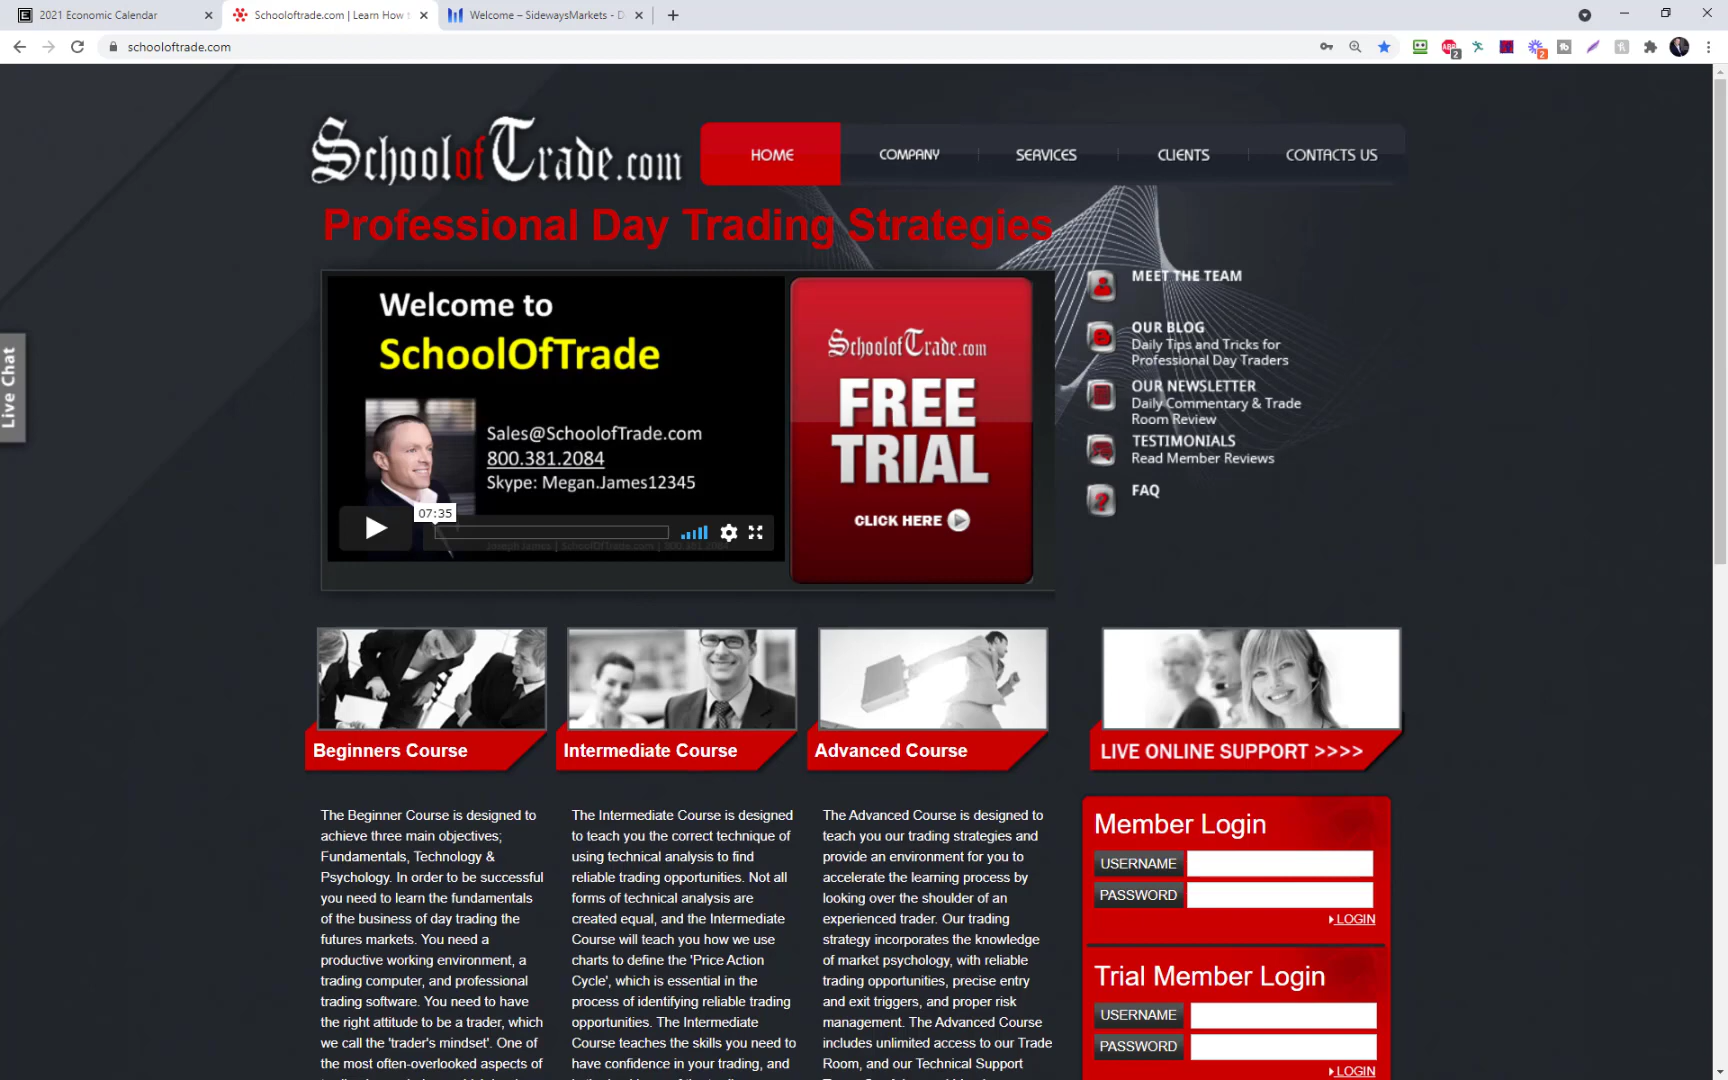 2021 Economic Calendar
Schooloftrade.com | Learn How t
Welcome – SidewaysMarkets - D
schooloftrade.com
SchoolofTrade.com
HOME
COMPANY
SERVICES
CLIENTS
CONTACTS US
Professional Day Trading Strategies
Welcome to
SchoolOfTrade
Sales@SchoolofTrade.com
800.381.2084
Skype: Megan.James12345
07:35
Joseph James | SchoolOfTrade.com | 800.381.2084
SchoolofTrade.com
FREE
TRIAL
CLICK HERE
MEET THE TEAM
OUR BLOG
Daily Tips and Tricks for
Professional Day Traders
OUR NEWSLETTER
Daily Commentary & Trade
Room Review
TESTIMONIALS
Read Member Reviews
FAQ
Live Chat
Beginners Course
Intermediate Course
Advanced Course
LIVE ONLINE SUPPORT >>>>
The Beginner Course is designed to
achieve three main objectives;
Fundamentals, Technology &
Psychology. In order to be successful
you need to learn the fundamentals
of the business of day trading the
futures markets. You need a
productive working environment, a
trading computer, and professional
trading software. You need to have
the right attitude to be a trader, which
we call the 'trader's mindset'. One of
the most often-overlooked aspects of
The Intermediate Course is designed
to teach you the correct technique of
using technical analysis to find
reliable trading opportunities. Not all
forms of technical analysis are
created equal, and the Intermediate
Course will teach you how we use
charts to define the 'Price Action
Cycle', which is essential in the
process of identifying reliable trading
opportunities. The Intermediate
Course teaches the skills you need to
have confidence in your trading, and
The Advanced Course is designed to
teach you our trading strategies and
provide an environment for you to
accelerate the learning process by
looking over the shoulder of an
experienced trader. Our trading
strategy incorporates the knowledge
of market psychology, with reliable
trading opportunities, precise entry
and exit triggers, and proper risk
management. The Advanced Course
includes unlimited access to our Trade
Room, and our Technical Support
Member Login
USERNAME
PASSWORD
LOGIN
Trial Member Login
USERNAME
PASSWORD
LOGIN